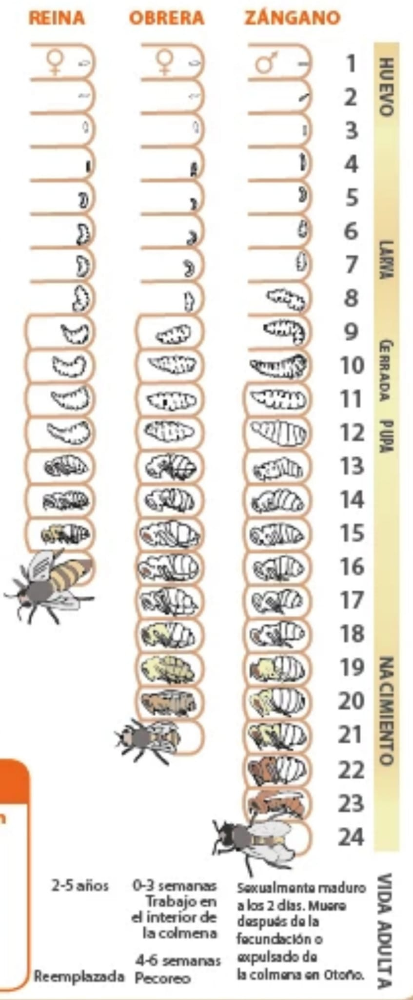 REINA OBRERA ZÁNGANO
1
2
3
4
5
6
7
8
9
10
11
12
13
14
15
16
17
18
19
20
21
22
23
24
HUEVO
LARVA
CERRADA
PUPA
NACIMIENTO
VIDA ADULTA
2-5 años
Reemplazada
0-3 semanas
Trabajo en
el interior de
la colmena
4-6 semanas
Pecoreo
Sexualmente maduro
a los 2 días. Muere
después de la
fecundación o
expulsado de
la colmena en Otoño.
n